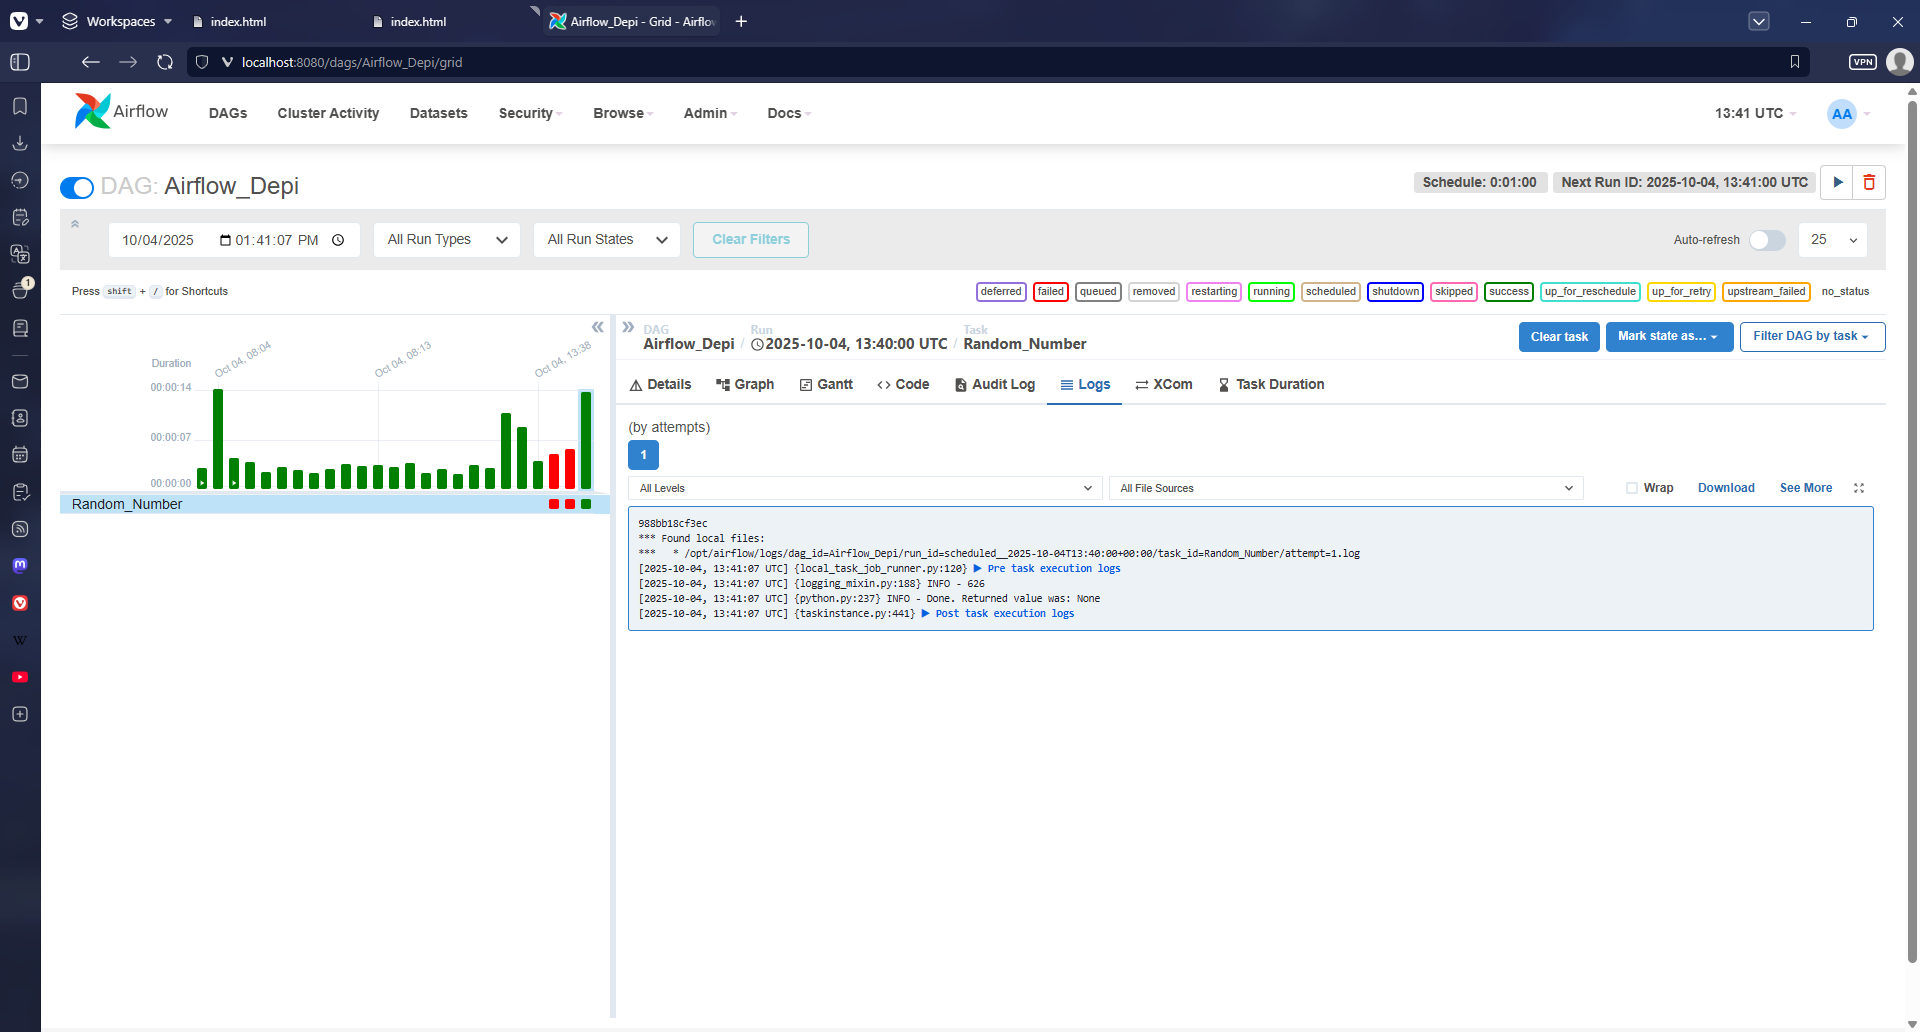 Workspaces
index.html
index.html
Airflow_Depi - Grid - Airflow
localhost:8080/dags/Airflow_Depi/grid
VPN
Airflow
DAGs
Cluster Activity
Datasets
Security
Browse
Admin
Docs
13:41 UTC
AA
DAG: Airflow_Depi
Schedule: 0:01:00
Next Run ID: 2025-10-04, 13:41:00 UTC
10/04/2025 01:41:07 PM
All Run Types
All Run States
Clear Filters
Auto-refresh
25
Press shift + / for Shortcuts
deferred
failed
queued
removed
restarting
running
scheduled
shutdown
skipped
success
up_for_reschedule
up_for_retry
upstream_failed
no_status
Duration
Oct 04, 08:04
Oct 04, 08:13
Oct 04, 13:38
00:00:14
00:00:07
00:00:00
Random_Number
DAG
Airflow_Depi
/
Run
2025-10-04, 13:40:00 UTC
/
Task
Random_Number
Clear task
Mark state as...
Filter DAG by task
Details
Graph
Gantt
Code
Audit Log
Logs
XCom
Task Duration
(by attempts)
1
All Levels
All File Sources
Wrap
Download
See More
988bb18cf3ec
*** Found local files:
***   * /opt/airflow/logs/dag_id=Airflow_Depi/run_id=scheduled__2025-10-04T13:40:00+00:00/task_id=Random_Number/attempt=1.log
[2025-10-04, 13:41:07 UTC] {local_task_job_runner.py:120} ▶ Pre task execution logs
[2025-10-04, 13:41:07 UTC] {logging_mixin.py:188} INFO - 626
[2025-10-04, 13:41:07 UTC] {python.py:237} INFO - Done. Returned value was: None
[2025-10-04, 13:41:07 UTC] {taskinstance.py:441} ▶ Post task execution logs
1
W